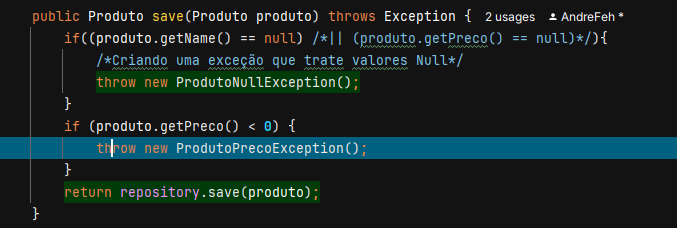 public Produto save(Produto produto) throws Exception { 2 usages AndreFeh *
if((produto.getName() == null) /*|| (produto.getPreco() == null)*/){
/*Criando uma exceção que trate valores Null*/
throw new ProdutoNullException();
}
if (produto.getPreco() < 0) {
throw new ProdutoPrecoException();
}
return repository.save(produto);
}